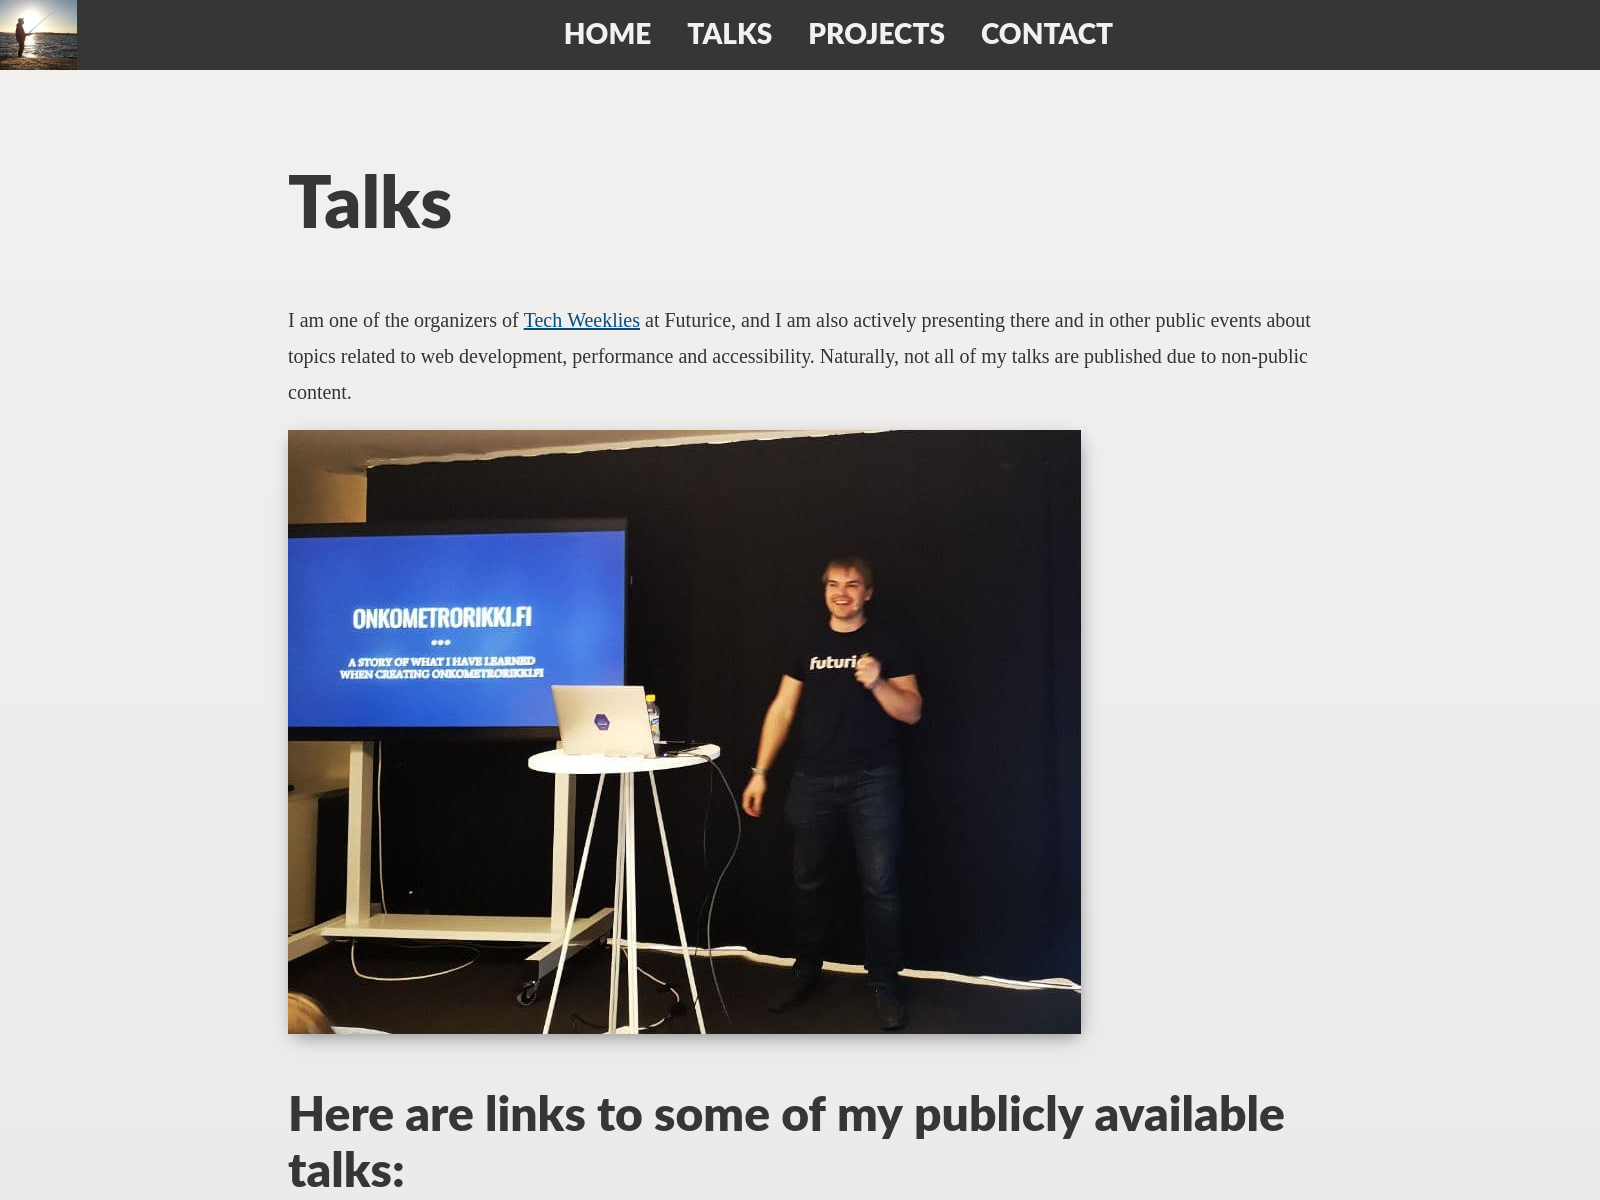 HOME TALKS PROJECTS CONTACT
Talks
I am one of the organizers of Tech Weeklies at Futurice, and I am also actively presenting there and in other public events about
topics related to web development, performance and accessibility. Naturally, not all of my talks are published due to non-public
content.
ONKOMETRORIKKI.FI
A STORY OF WHAT I HAVE LEARNED
WHEN CREATING ONKOMETRORIKKI.FI
futuri
Here are links to some of my publicly available
talks: